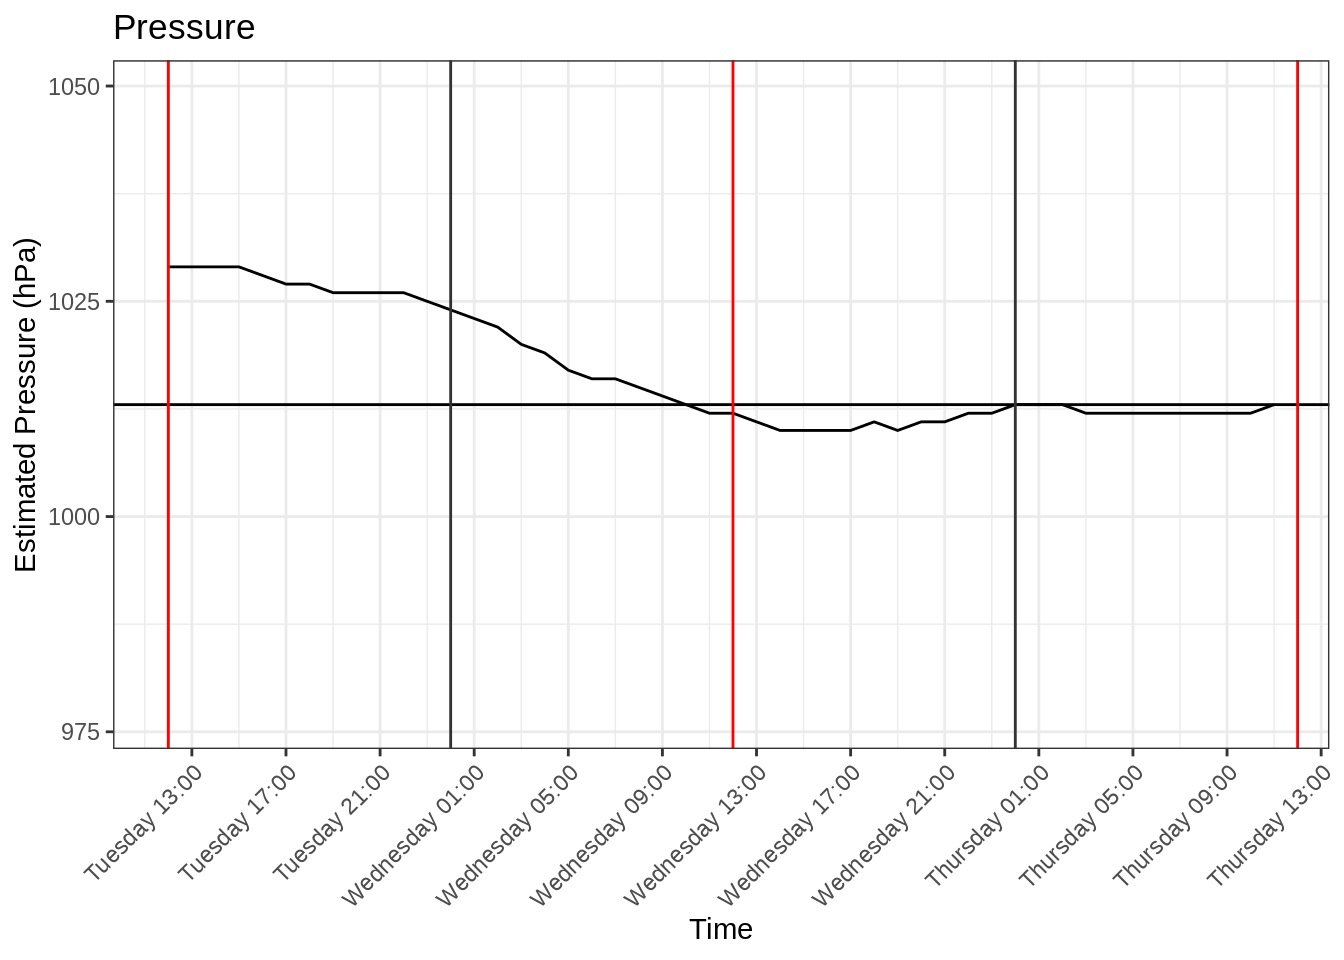 Pressure
Estimated Pressure (hPa)
1050
1025
1000
975
Tuesday 13:00
Tuesday 17:00
Tuesday 21:00
Wednesday 01:00
Wednesday 05:00
Wednesday 09:00
Wednesday 13:00
Wednesday 17:00
Wednesday 21:00
Thursday 01:00
Thursday 05:00
Thursday 09:00
Thursday 13:00
Time